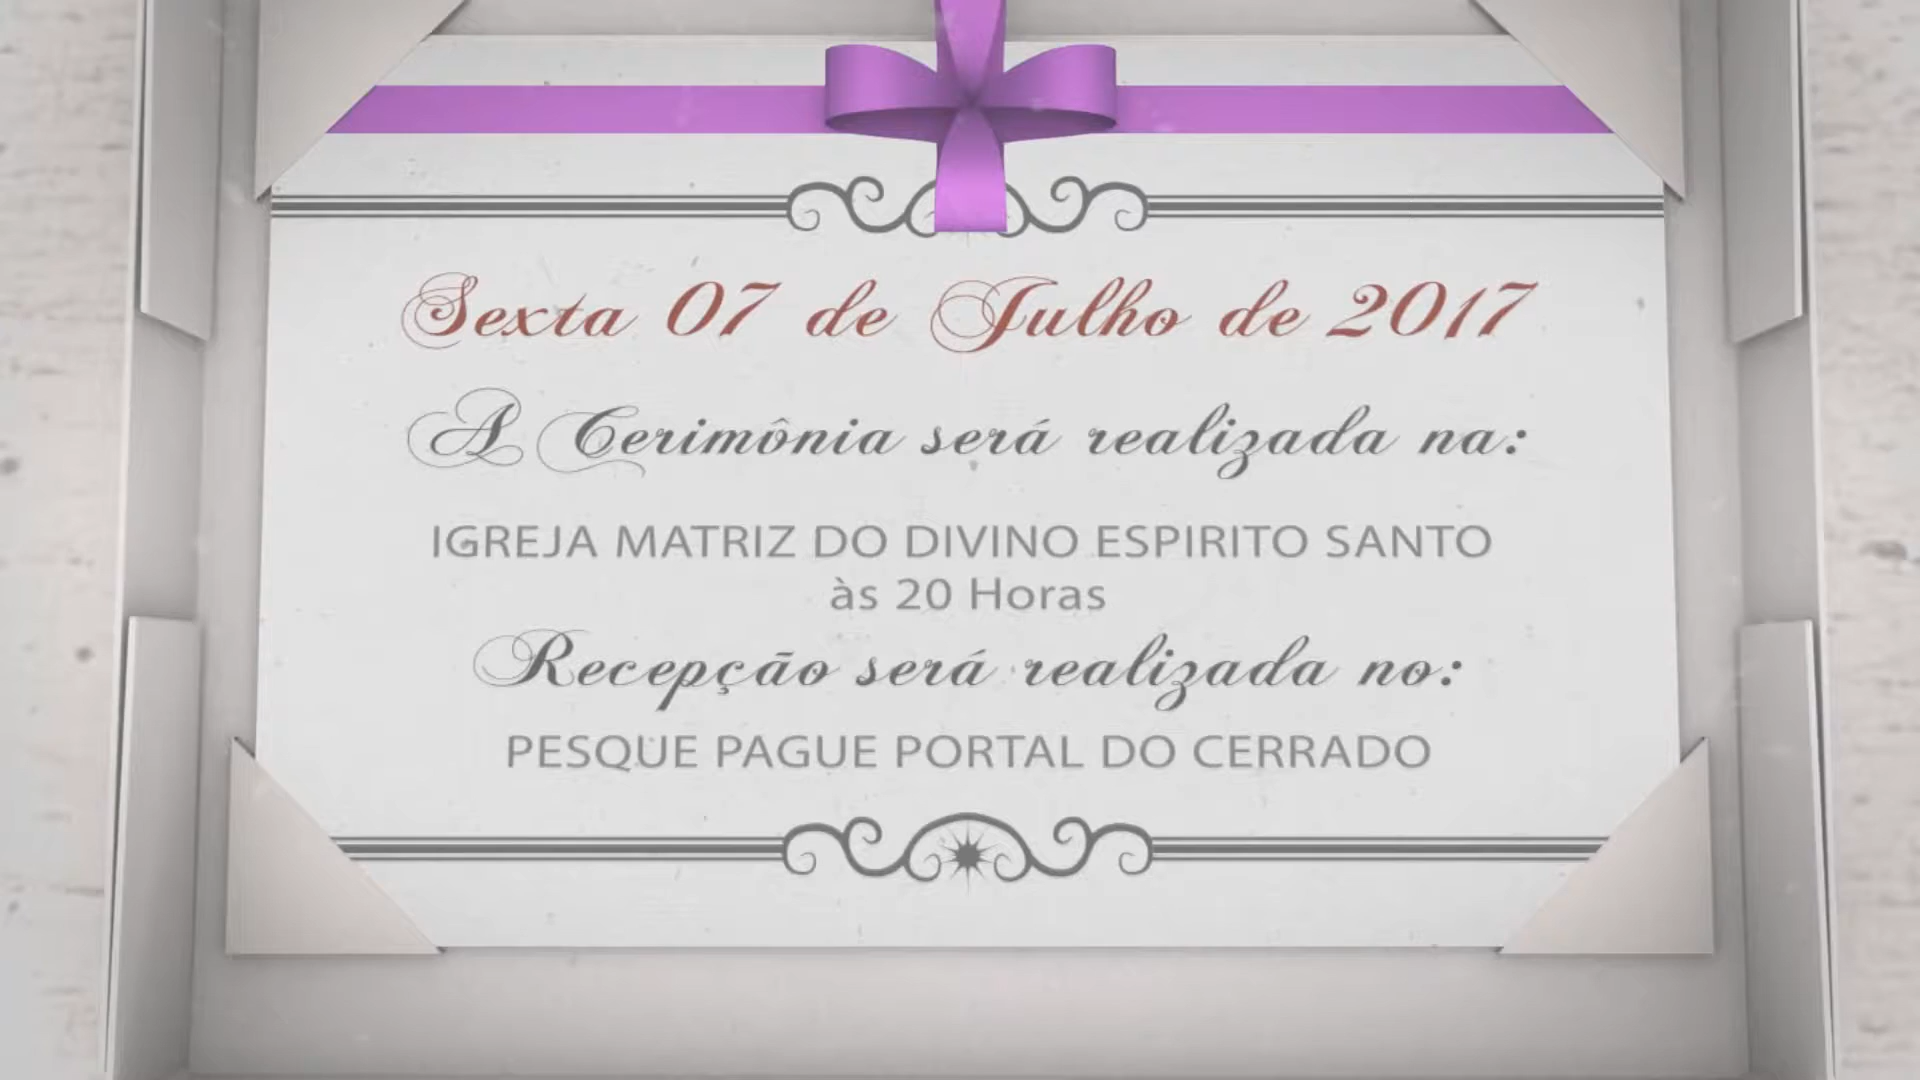 Sexta 07 de Julho de 2017
A Cerimônia será realizada na:
IGREJA MATRIZ DO DIVINO ESPIRITO SANTO
às 20 Horas
Recepção será realizada no:
PESQUE PAGUE PORTAL DO CERRADO